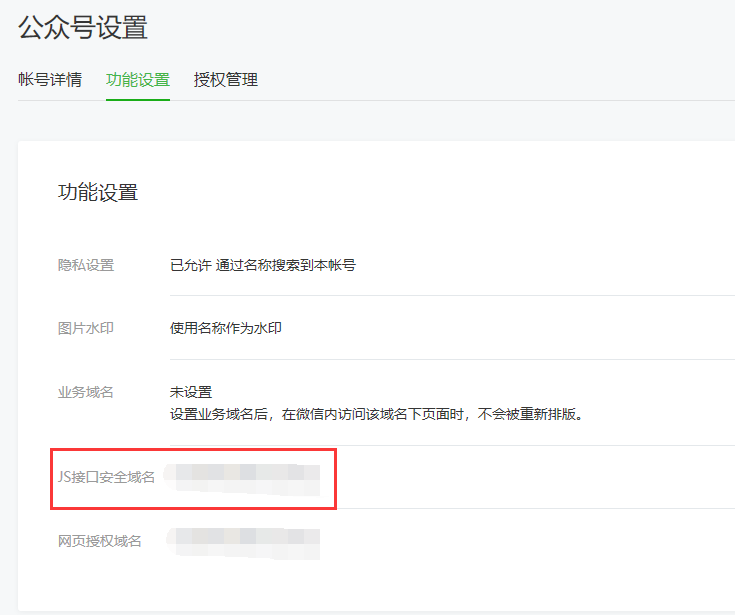 公众号设置
帐号详情 功能设置 授权管理
功能设置
隐私设置 已允许 通过名称搜索到本帐号
图片水印 使用名称作为水印
业务域名 未设置
设置业务域名后，在微信内访问该域名下页面时，不会被重新排版。
JS接口安全域名
网页授权域名